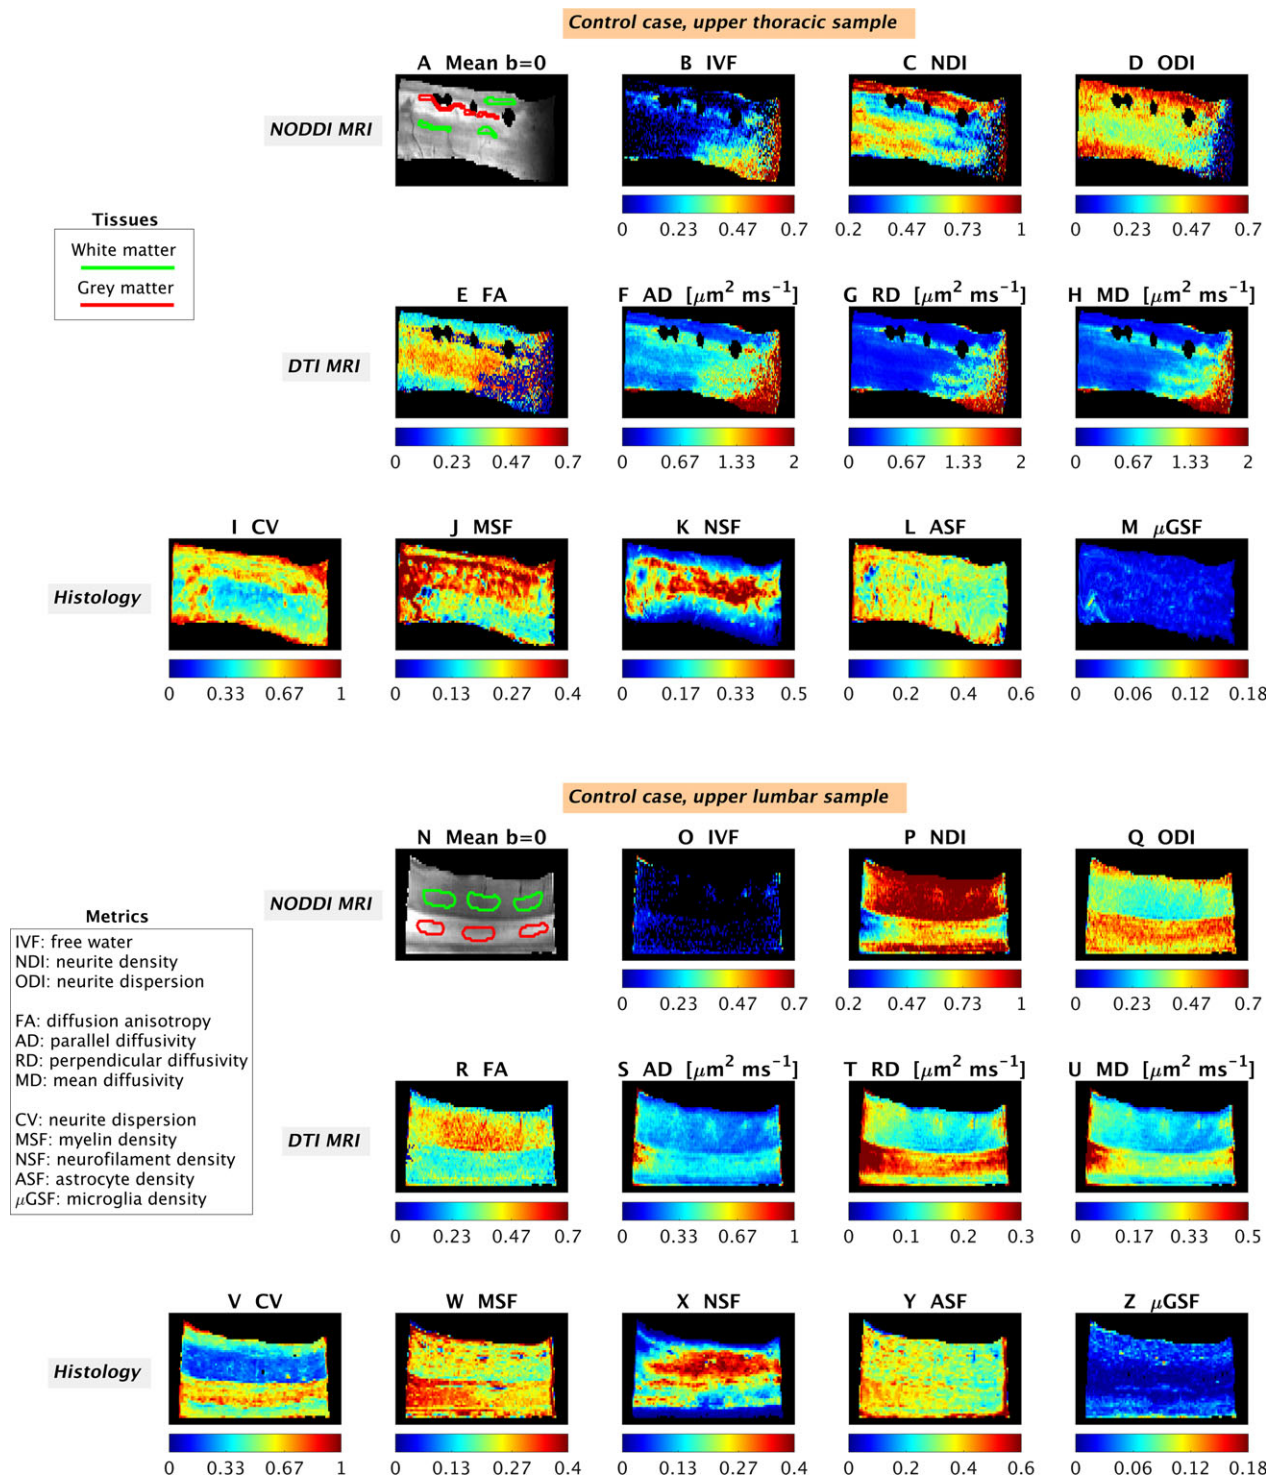 Control case, upper thoracic sample
A Mean b=0
B IVF
C NDI
D ODI
NODDI MRI
0 0.23 0.47 0.7
0.2 0.47 0.73 1
0 0.23 0.47 0.7
Tissues
White matter
Grey matter
E FA
F AD [μm² ms⁻¹]
G RD [μm² ms⁻¹]
H MD [μm² ms⁻¹]
DTI MRI
0 0.23 0.47 0.7
0 0.67 1.33 2
0 0.67 1.33 2
0 0.67 1.33 2
I CV
J MSF
K NSF
L ASF
M μGSF
Histology
0 0.33 0.67 1
0 0.13 0.27 0.4
0 0.17 0.33 0.5
0 0.2 0.4 0.6
0 0.06 0.12 0.18
Control case, upper lumbar sample
N Mean b=0
O IVF
P NDI
Q ODI
NODDI MRI
0 0.23 0.47 0.7
0.2 0.47 0.73 1
0 0.23 0.47 0.7
Metrics
IVF: free water
NDI: neurite density
ODI: neurite dispersion
FA: diffusion anisotropy
AD: parallel diffusivity
RD: perpendicular diffusivity
MD: mean diffusivity
CV: neurite dispersion
MSF: myelin density
NSF: neurofilament density
ASF: astrocyte density
μGSF: microglia density
R FA
S AD [μm² ms⁻¹]
T RD [μm² ms⁻¹]
U MD [μm² ms⁻¹]
DTI MRI
0 0.23 0.47 0.7
0 0.33 0.67 1
0 0.1 0.2 0.3
0 0.17 0.33 0.5
V CV
W MSF
X NSF
Y ASF
Z μGSF
Histology
0 0.33 0.67 1
0 0.13 0.27 0.4
0 0.13 0.27 0.4
0 0.2 0.4 0.6
0 0.06 0.12 0.18